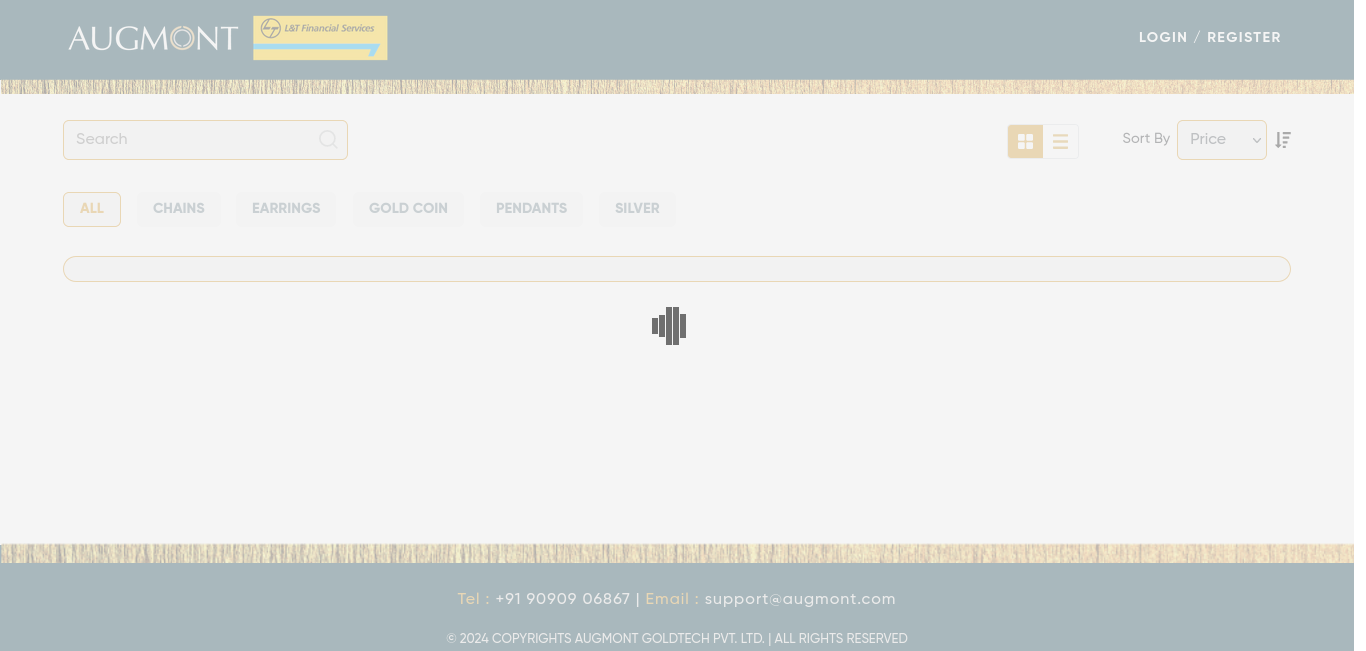 AUGMONT
L&T Financial Services
LOGIN / REGISTER
Search
Sort By
Price
ALL
CHAINS
EARRINGS
GOLD COIN
PENDANTS
SILVER
Tel : +91 90909 06867 | Email : support@augmont.com
© 2024 COPYRIGHTS AUGMONT GOLDTECH PVT. LTD. | ALL RIGHTS RESERVED